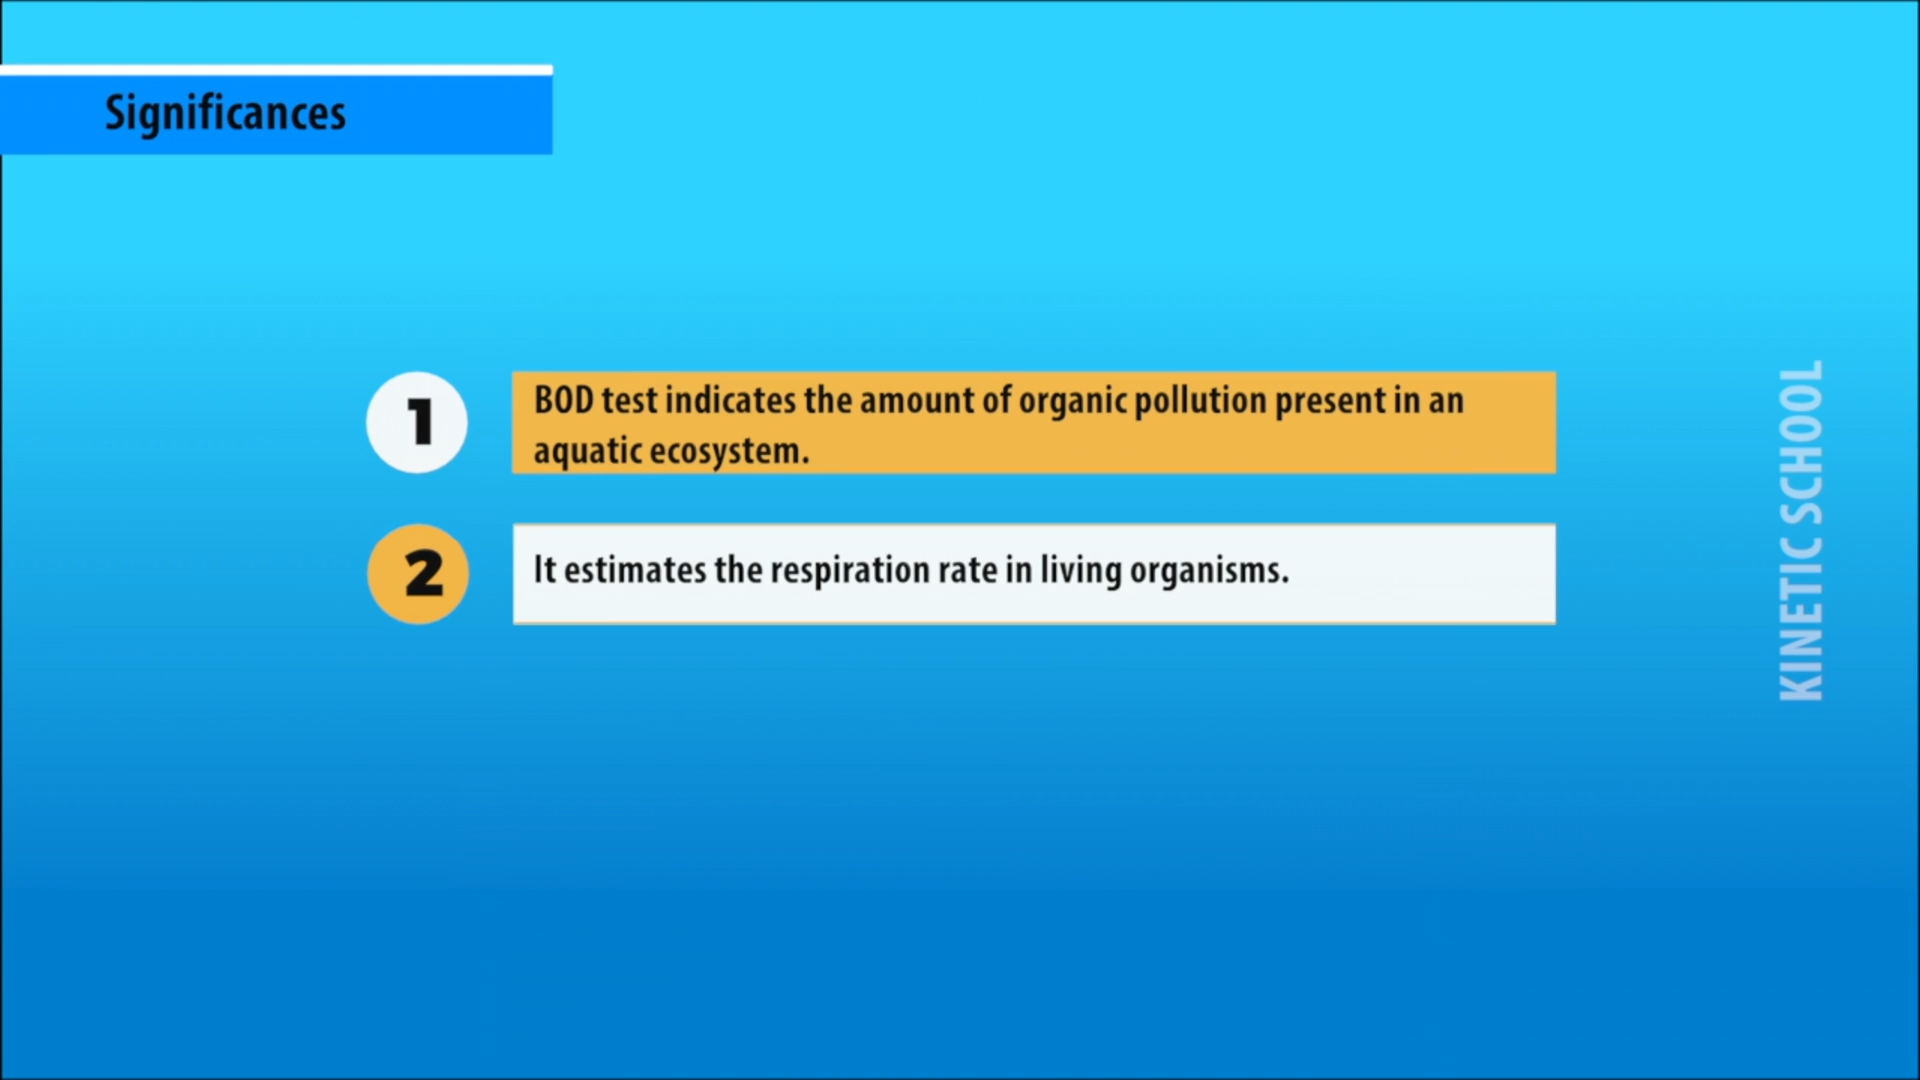 Significances
1
BOD test indicates the amount of organic pollution present in an
aquatic ecosystem.
2
It estimates the respiration rate in living organisms.
KINETIC SCHOOL